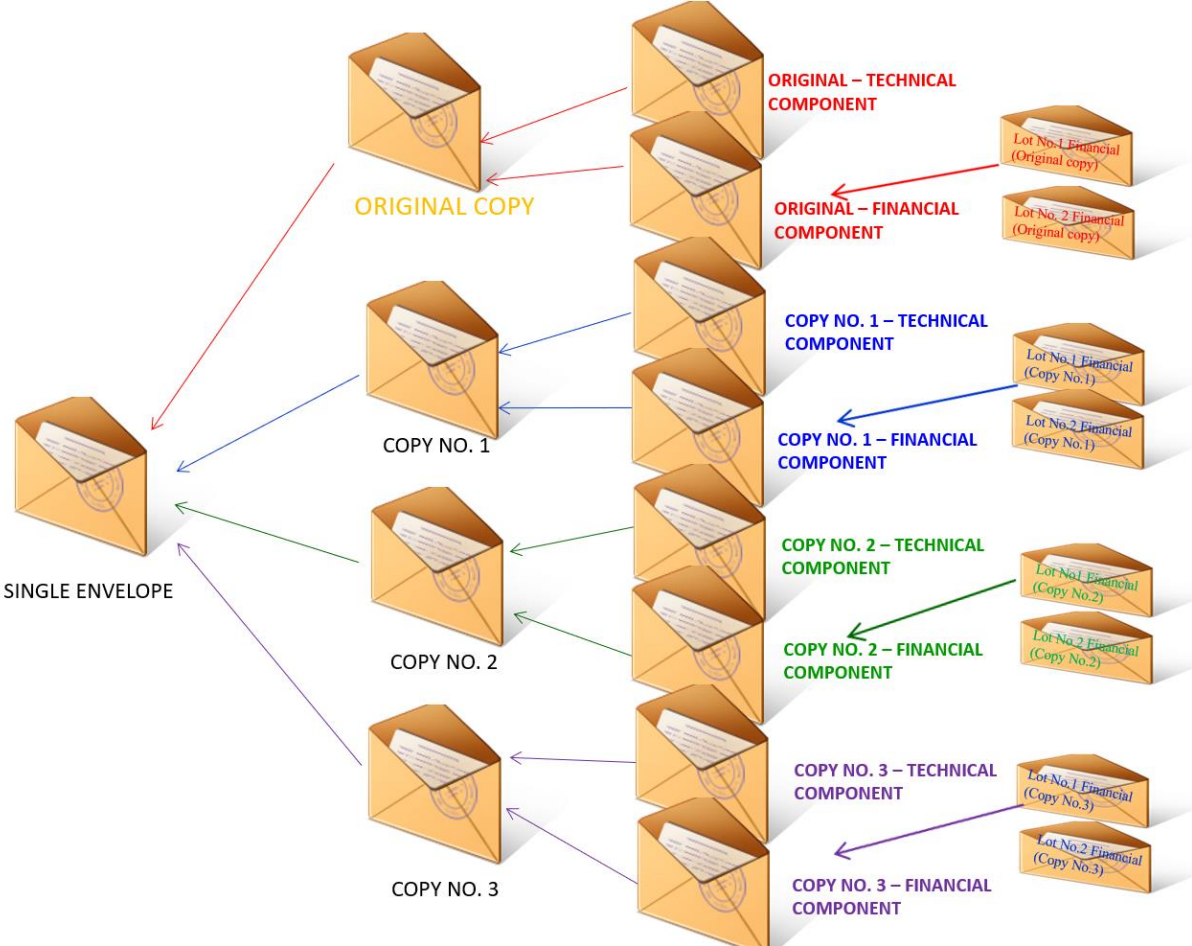 ORIGINAL – TECHNICAL
COMPONENT
Lot No.1 Financial
(Original copy)
ORIGINAL COPY
ORIGINAL – FINANCIAL
COMPONENT
Lot No. 2 Financial
(Original copy)
COPY NO. 1 – TECHNICAL
COMPONENT
Lot No.1 Financial
(Copy No.1)
COPY NO. 1
COPY NO. 1 – FINANCIAL
COMPONENT
Lot No.2 Financial
(Copy No.1)
SINGLE ENVELOPE
COPY NO. 2 – TECHNICAL
COMPONENT
Lot No1 Financial
(Copy No.2)
COPY NO. 2
COPY NO. 2 – FINANCIAL
COMPONENT
Lot No.2 Financial
(Copy No.2)
COPY NO. 3 – TECHNICAL
COMPONENT
Lot No.1 Financial
(Copy No.3)
COPY NO. 3
COPY NO. 3 – FINANCIAL
COMPONENT
Lot No.2 Financial
(Copy No.3)